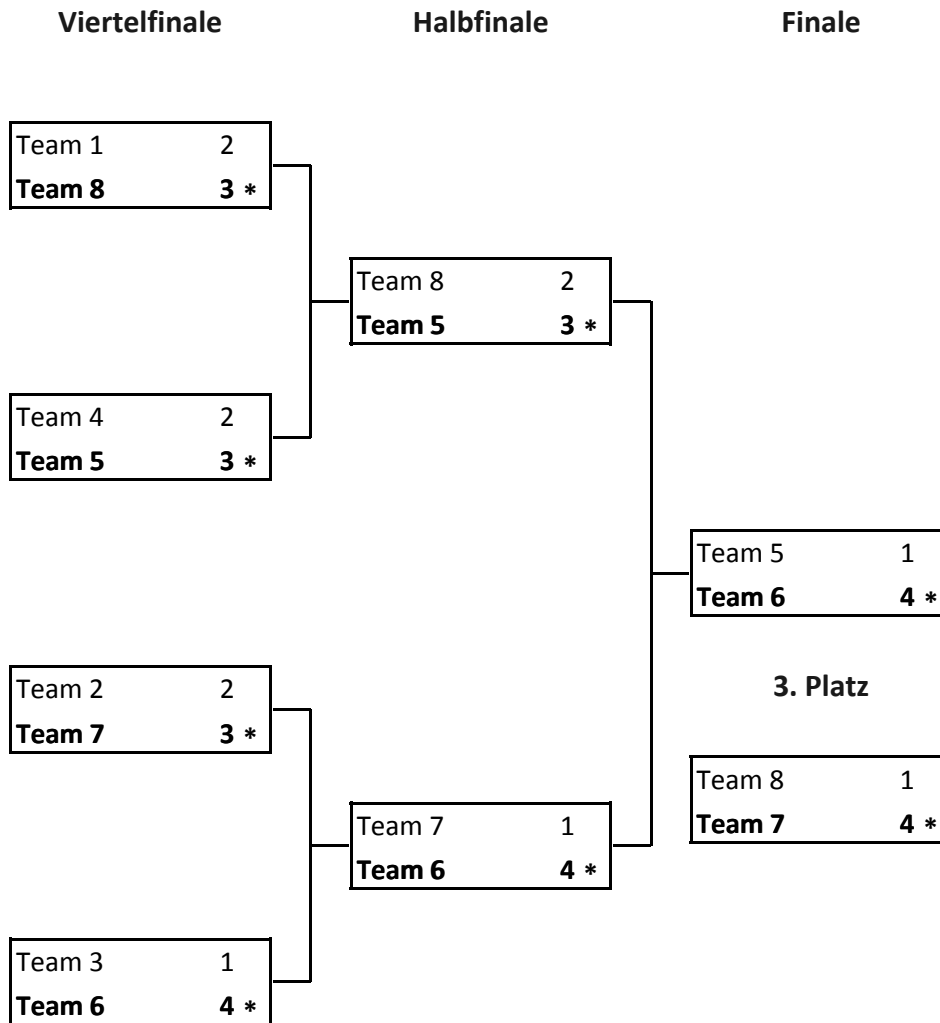 Viertelfinale Halbfinale Finale
Team 1 2
Team 8 3 *
Team 8 2
Team 5 3 *
Team 4 2
Team 5 3 *
Team 5 1
Team 6 4 *
Team 2 2
Team 7 3 *
3. Platz
Team 8 1
Team 7 4 *
Team 7 1
Team 6 4 *
Team 3 1
Team 6 4 *